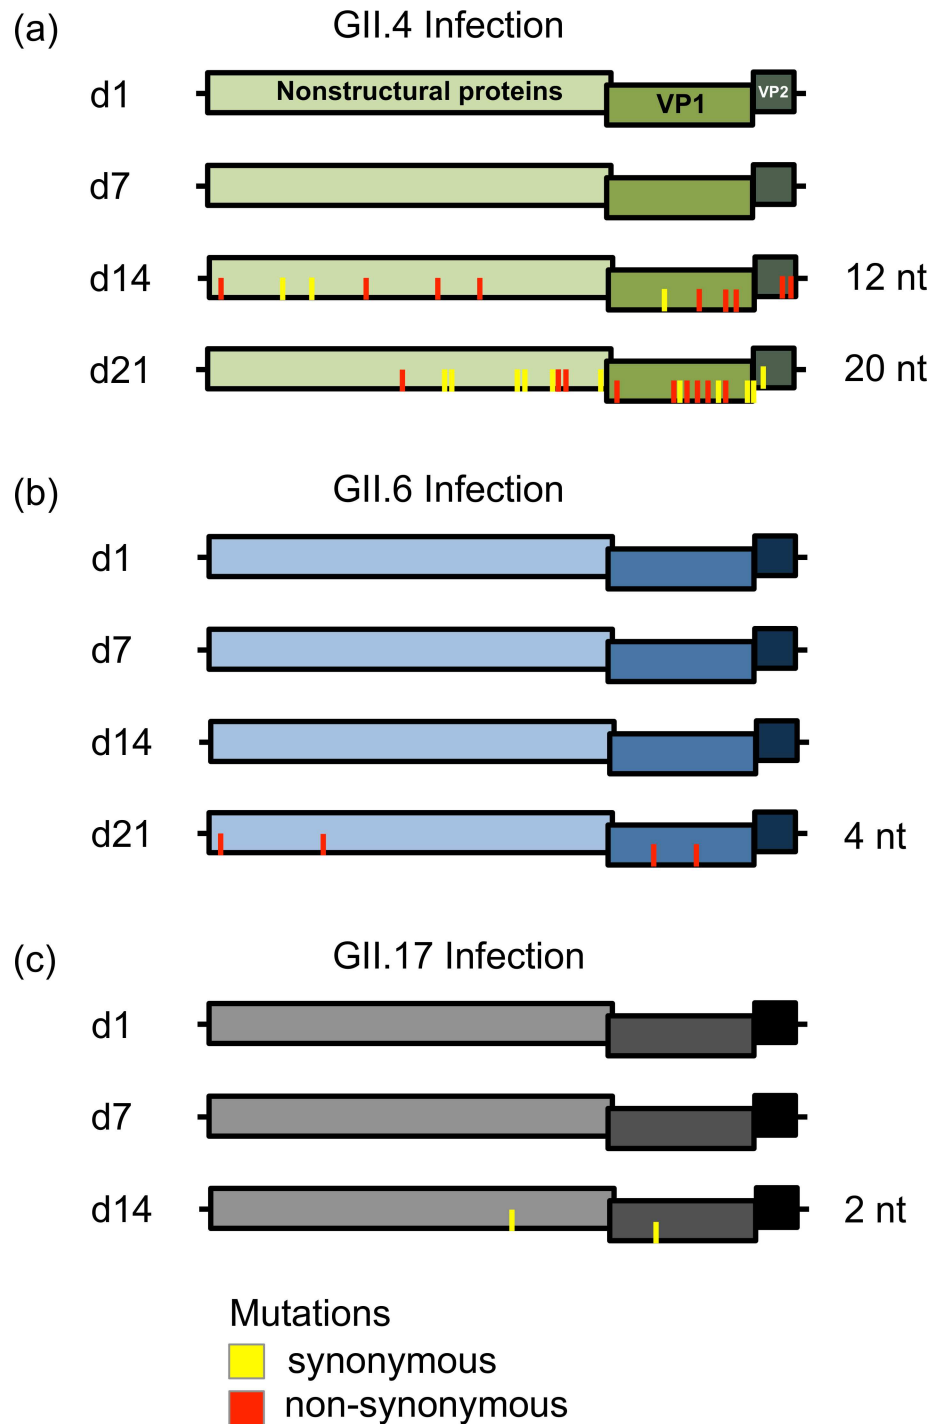 (a) GII.4 Infection
d1 Nonstructural proteins VP1 VP2
d7
d14 12 nt
d21 20 nt
(b) GII.6 Infection
d1
d7
d14
d21 4 nt
(c) GII.17 Infection
d1
d7
d14 2 nt
Mutations
synonymous
non-synonymous